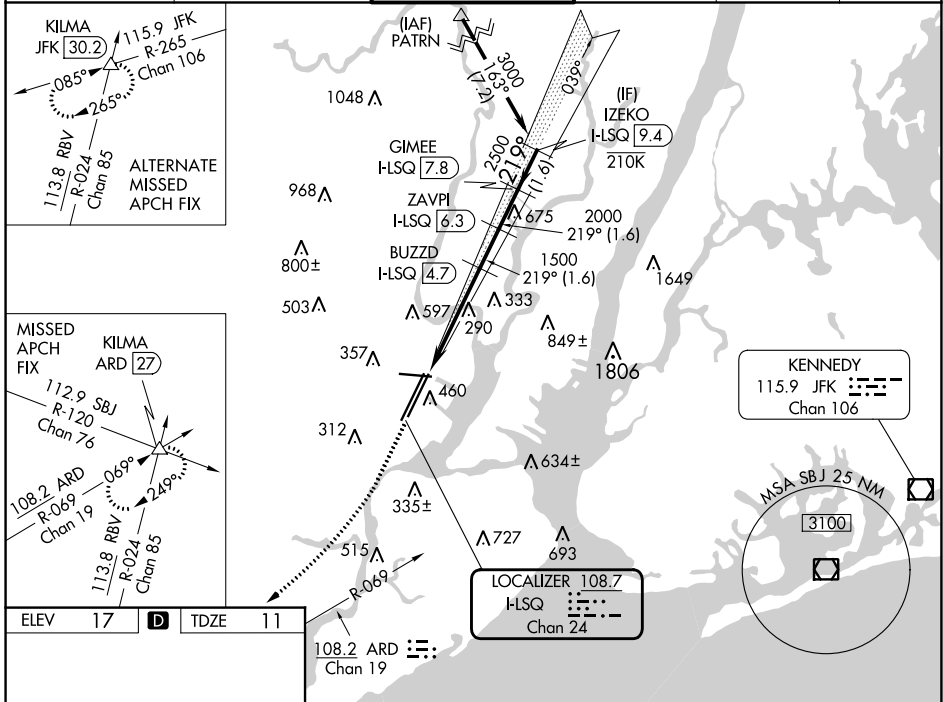 KILMA
JFK 30.2
115.9 JFK
R-265
Chan 106
085°
265°
113.8 RBV
R-024
Chan 85
ALTERNATE
MISSED
APCH FIX
(IAF)
PATRN
3000
163°
(7.2)
039°
(IF)
IZEKO
I-LSQ 9.4
210K
1048
GIMEE
I-LSQ 7.8
2500
219°
(1.6)
968
ZAVPI
I-LSQ 6.3
675
2000
219° (1.6)
800±
BUZZD
I-LSQ 4.7
1500
219° (1.6)
1649
503
597
333
290
849±
1806
357
460
312
634±
335±
727
693
515
R-069
MISSED
APCH
FIX
KILMA
ARD 27
112.9 SBJ
R-120
Chan 76
069°
249°
108.2 ARD
R-069
Chan 19
113.8 RBV
R-024
Chan 85
KENNEDY
115.9 JFK
Chan 106
MSA SBJ 25 NM
3100
LOCALIZER 108.7
I-LSQ
Chan 24
108.2 ARD
Chan 19
ELEV 17 D TDZE 11